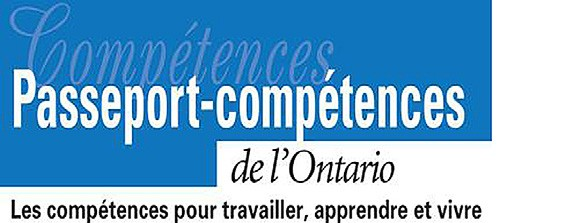 Compétences
Passeport-compétences
de l'Ontario
Les compétences pour travailler, apprendre et vivre